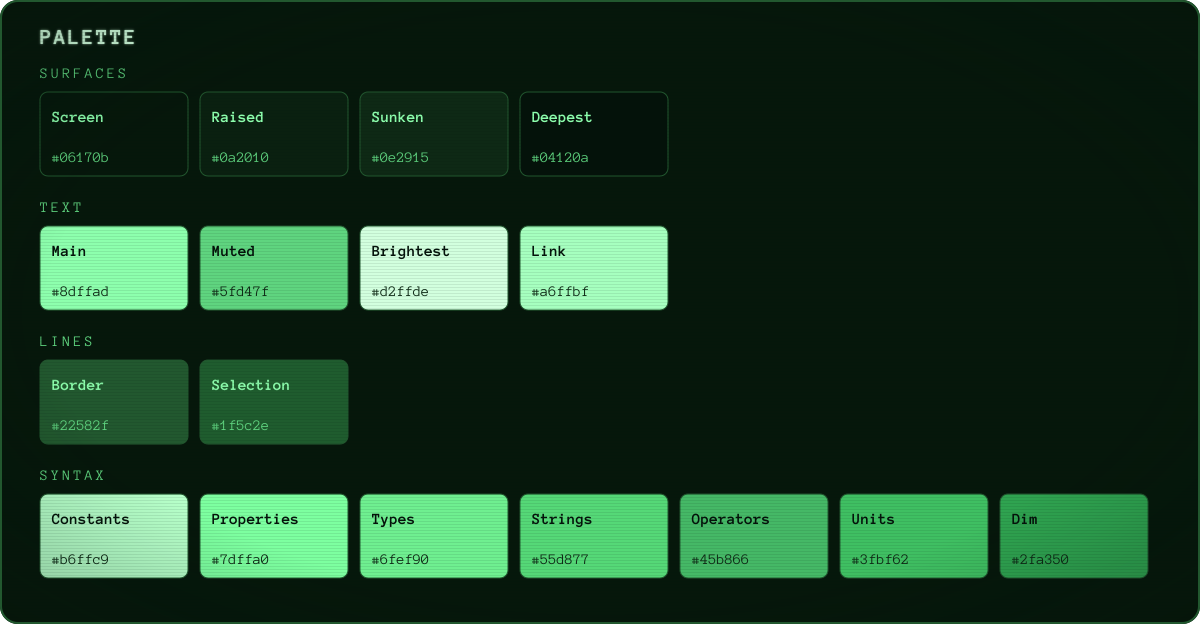 PALETTE
SURFACES
Screen Raised Sunken Deepest
#06170b #0a2010 #0e2915 #04120a
TEXT
Main Muted Brightest Link
#8dffad #5fd47f #d2ffde #a6ffbf
LINES
Border Selection
#22582f #1f5c2e
SYNTAX
Constants Properties Types Strings Operators Units Dim
#b6ffc9 #7dffa0 #6fef90 #55d877 #45b866 #3fbf62 #2fa350